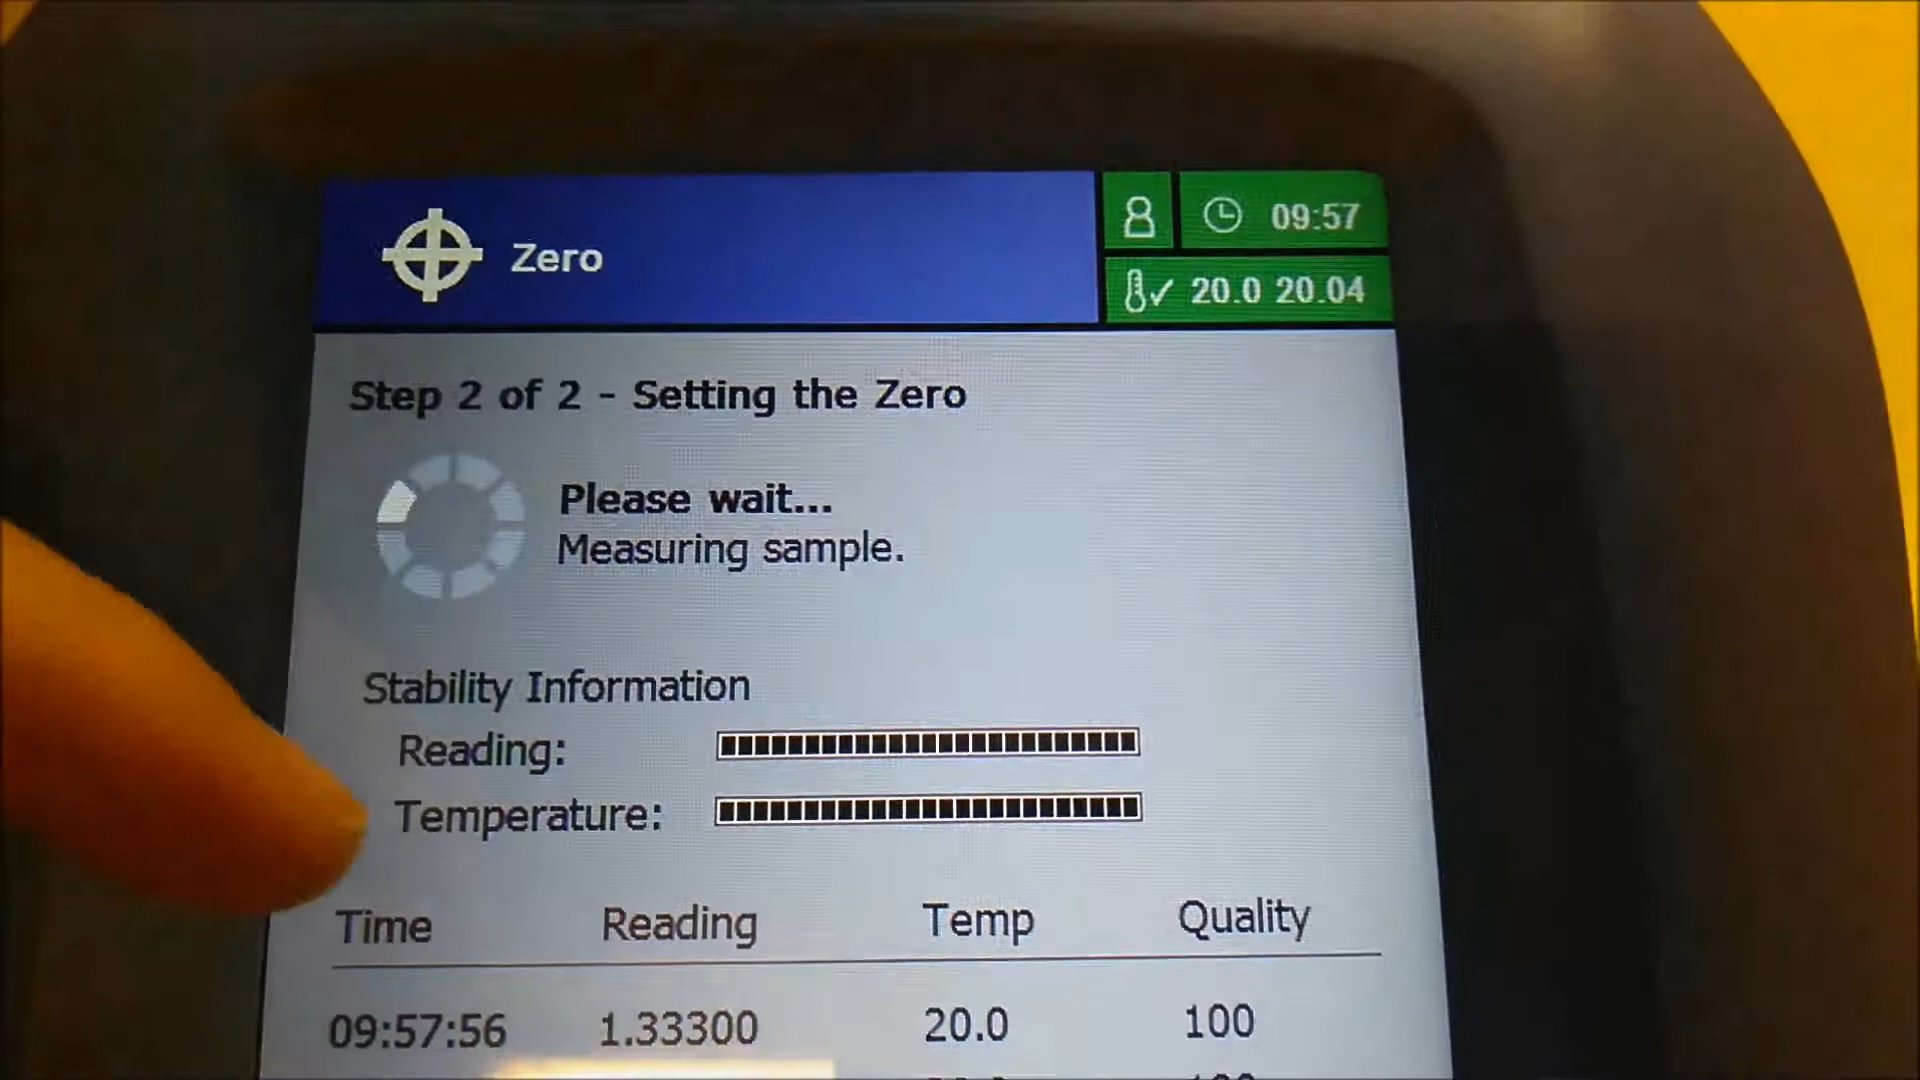 Zero
09:57
20.0 20.04
Step 2 of 2 - Setting the Zero
Please wait...
Measuring sample.
Stability Information
Reading:
Temperature:
Time Reading Temp Quality
09:57:56 1.33300 20.0 100